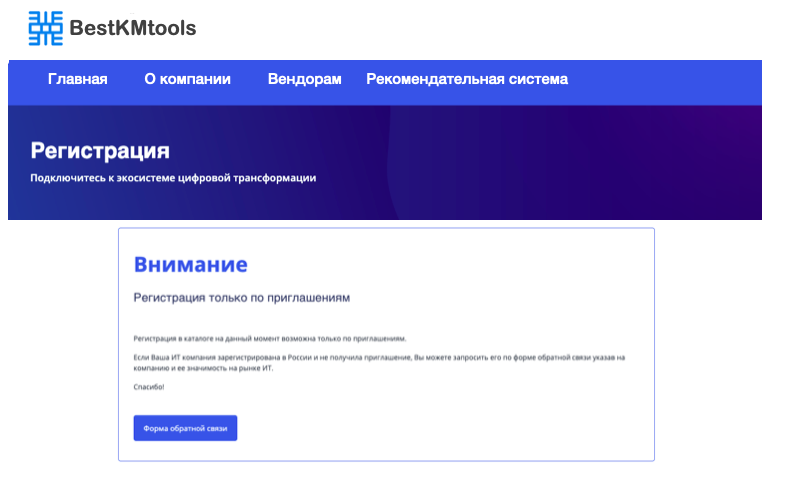 BestKMtools
Главная О компании Вендорам Рекомендательная система
Регистрация
Подключитесь к экосистеме цифровой трансформации
Внимание
Регистрация только по приглашениям
Регистрация в каталоге на данный момент возможна только по приглашениям.
Если Ваша ИТ компания зарегистрирована в России и не получила приглашение, Вы можете запросить его по форме обратной связи указав на
компанию и ее значимость на рынке ИТ.
Спасибо!
Форма обратной связи